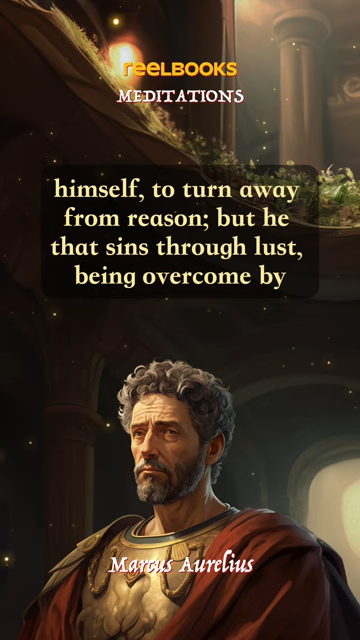 reelBOOKS
MEDITATIONS
himself, to turn away
from reason; but he
that sins through lust,
being overcome by
Marcus Aurelius